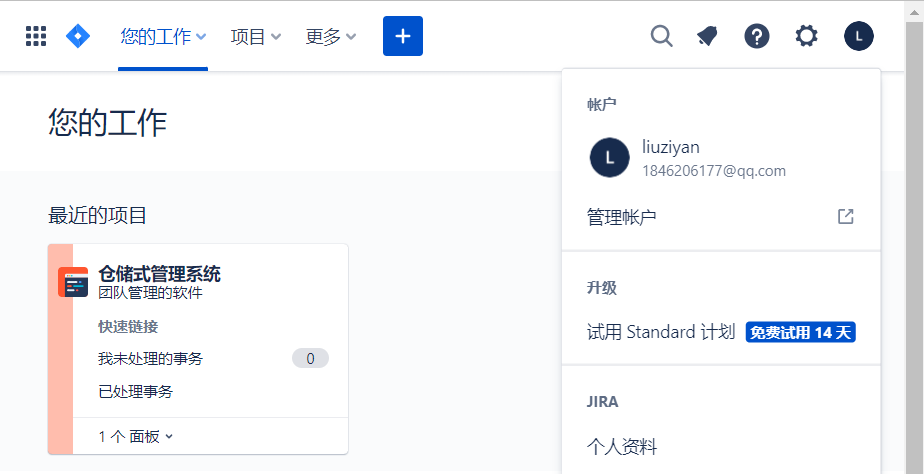 您的工作 项目 更多 + ? L
您的工作
最近的项目
仓储式管理系统
团队管理的软件
快速链接
我未处理的事务 0
已处理事务
1 个 面板
帐户
L
liuziyan
1846206177@qq.com
管理帐户
升级
试用 Standard 计划 免费试用 14 天
JIRA
个人资料